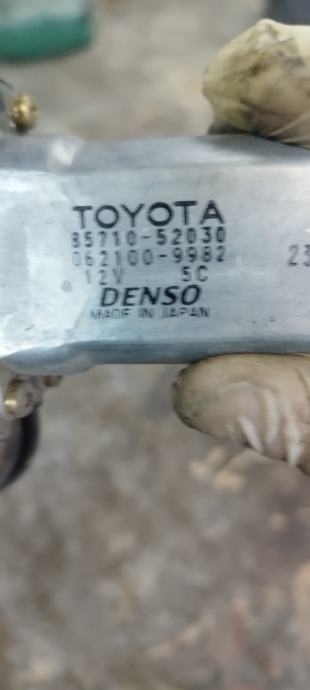 TOYOTA
85710-52030
062100-9982
12V 5C
DENSO
MADE IN JAPAN
23